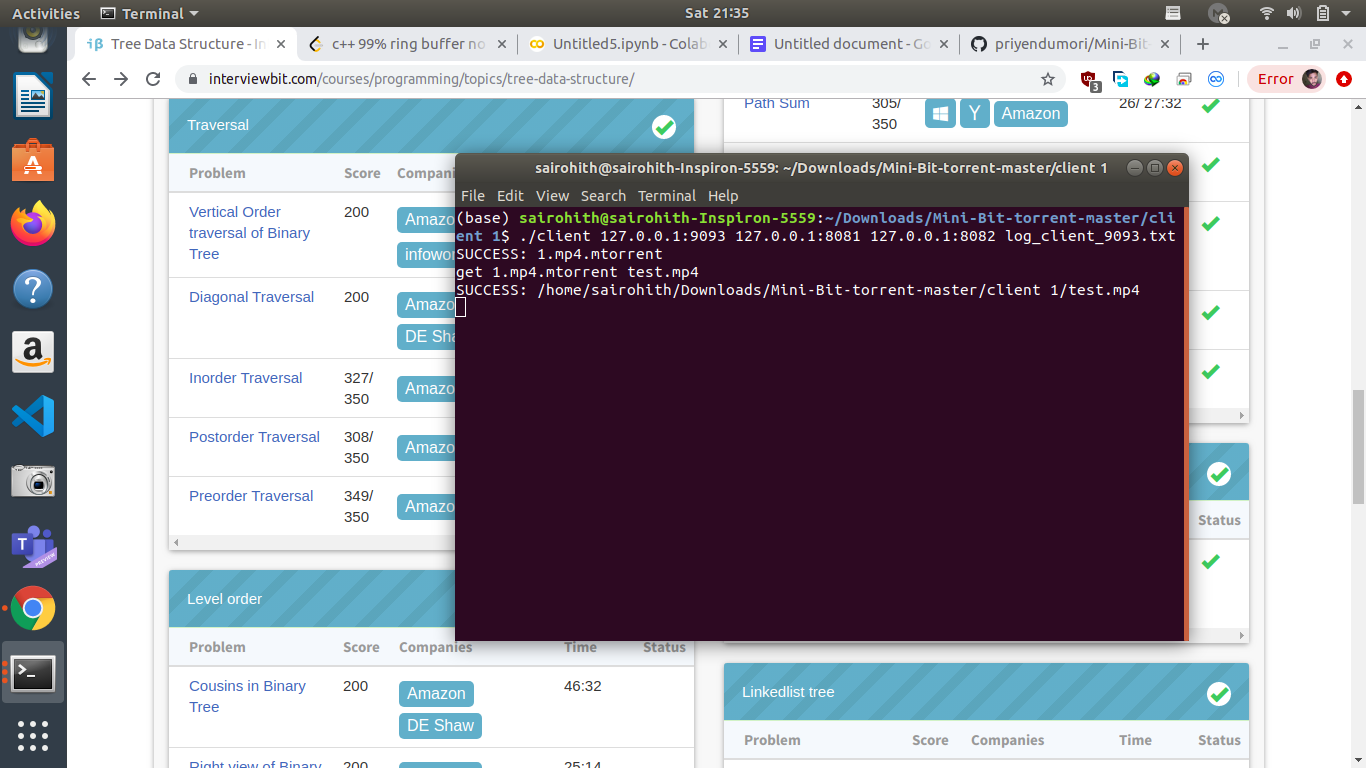 Activities Terminal Sat 21:35
Tree Data Structure - In c++ 99% ring buffer no Untitled5.ipynb - Colab Untitled document - Go priyendumori/Mini-Bit-
interviewbit.com/courses/programming/topics/tree-data-structure/ 3 Error
Traversal
Problem Score Compani
Vertical Order traversal of Binary Tree 200 Amazo infowor
Diagonal Traversal 200 Amazo DE Sha
Inorder Traversal 327/ 350 Amazo
Postorder Traversal 308/ 350 Amazo
Preorder Traversal 349/ 350 Amazo
Level order
Problem Score Companies Time Status
Cousins in Binary Tree 200 Amazon DE Shaw 46:32
Right view of Binary 200 25:14
Path Sum 305/ 350 Y Amazon 26/ 27:32
Status
Linkedlist tree
Problem Score Companies Time Status
sairohith@sairohith-Inspiron-5559: ~/Downloads/Mini-Bit-torrent-master/client 1
File Edit View Search Terminal Help
(base) sairohith@sairohith-Inspiron-5559:~/Downloads/Mini-Bit-torrent-master/cli
ent 1$ ./client 127.0.0.1:9093 127.0.0.1:8081 127.0.0.1:8082 log_client_9093.txt
SUCCESS: 1.mp4.mtorrent
get 1.mp4.mtorrent test.mp4
SUCCESS: /home/sairohith/Downloads/Mini-Bit-torrent-master/client 1/test.mp4